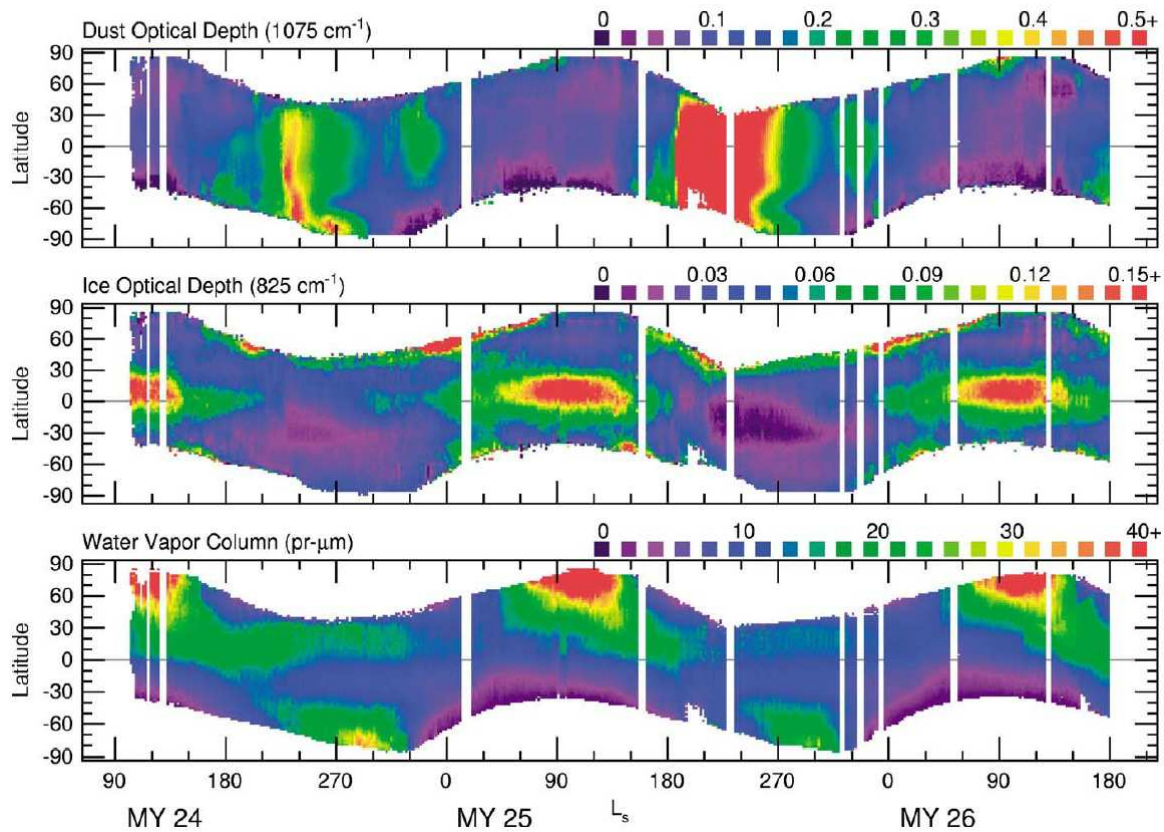 Dust Optical Depth (1075 cm⁻¹)
0 0.1 0.2 0.3 0.4 0.5+
90
60
30
0
-30
-60
-90
Latitude
Ice Optical Depth (825 cm⁻¹)
0 0.03 0.06 0.09 0.12 0.15+
90
60
30
0
-30
-60
-90
Latitude
Water Vapor Column (pr-μm)
0 10 20 30 40+
90
60
30
0
-30
-60
-90
Latitude
90 180 270 0 90 180 270 0 90 180
MY 24 MY 25 Lₛ MY 26